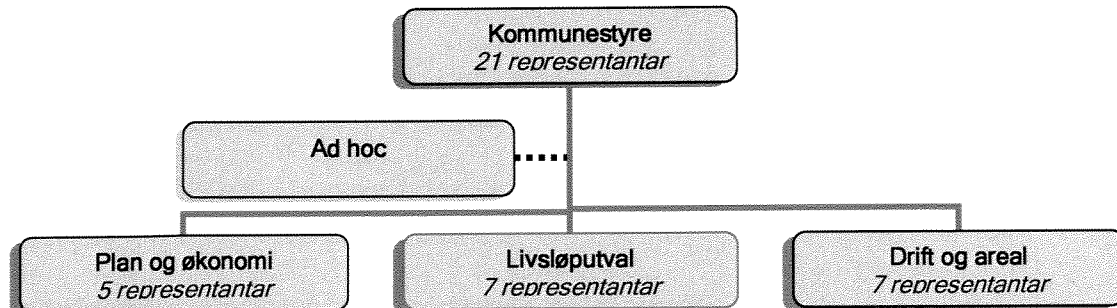 Kommunestyre
21 representantar
Ad hoc
Plan og økonomi
5 representantar
Livsløputval
7 representantar
Drift og areal
7 representantar